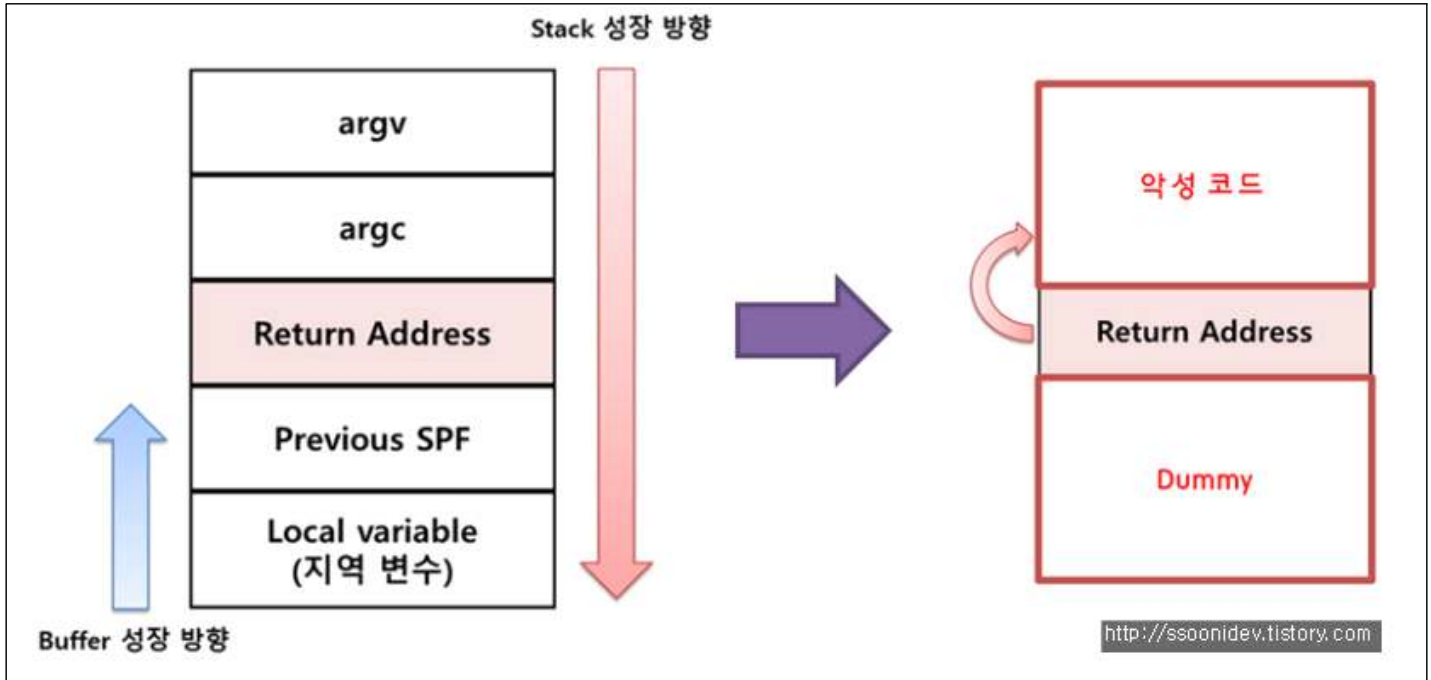 Stack 성장 방향
argv
argc
Return Address
Previous SPF
Local variable
(지역 변수)
Buffer 성장 방향
악성 코드
Return Address
Dummy
http://ssoonidev.tistory.com